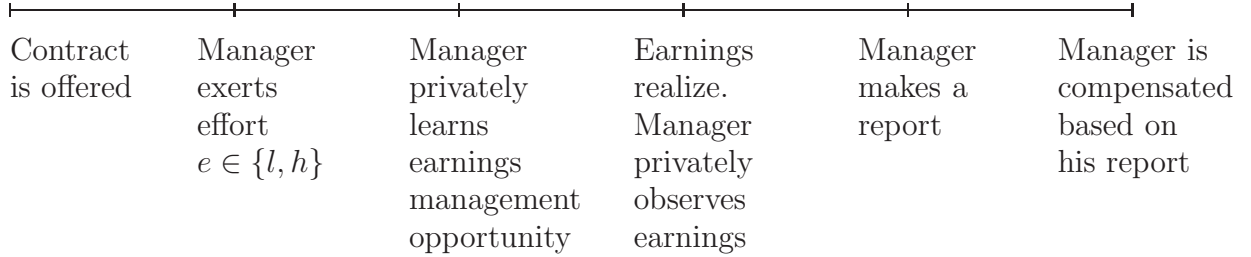 Contract
is offered
Manager
exerts
effort
e ∈ {l, h}
Manager
privately
learns
earnings
management
opportunity
Earnings
realize.
Manager
privately
observes
earnings
Manager
makes a
report
Manager is
compensated
based on
his report